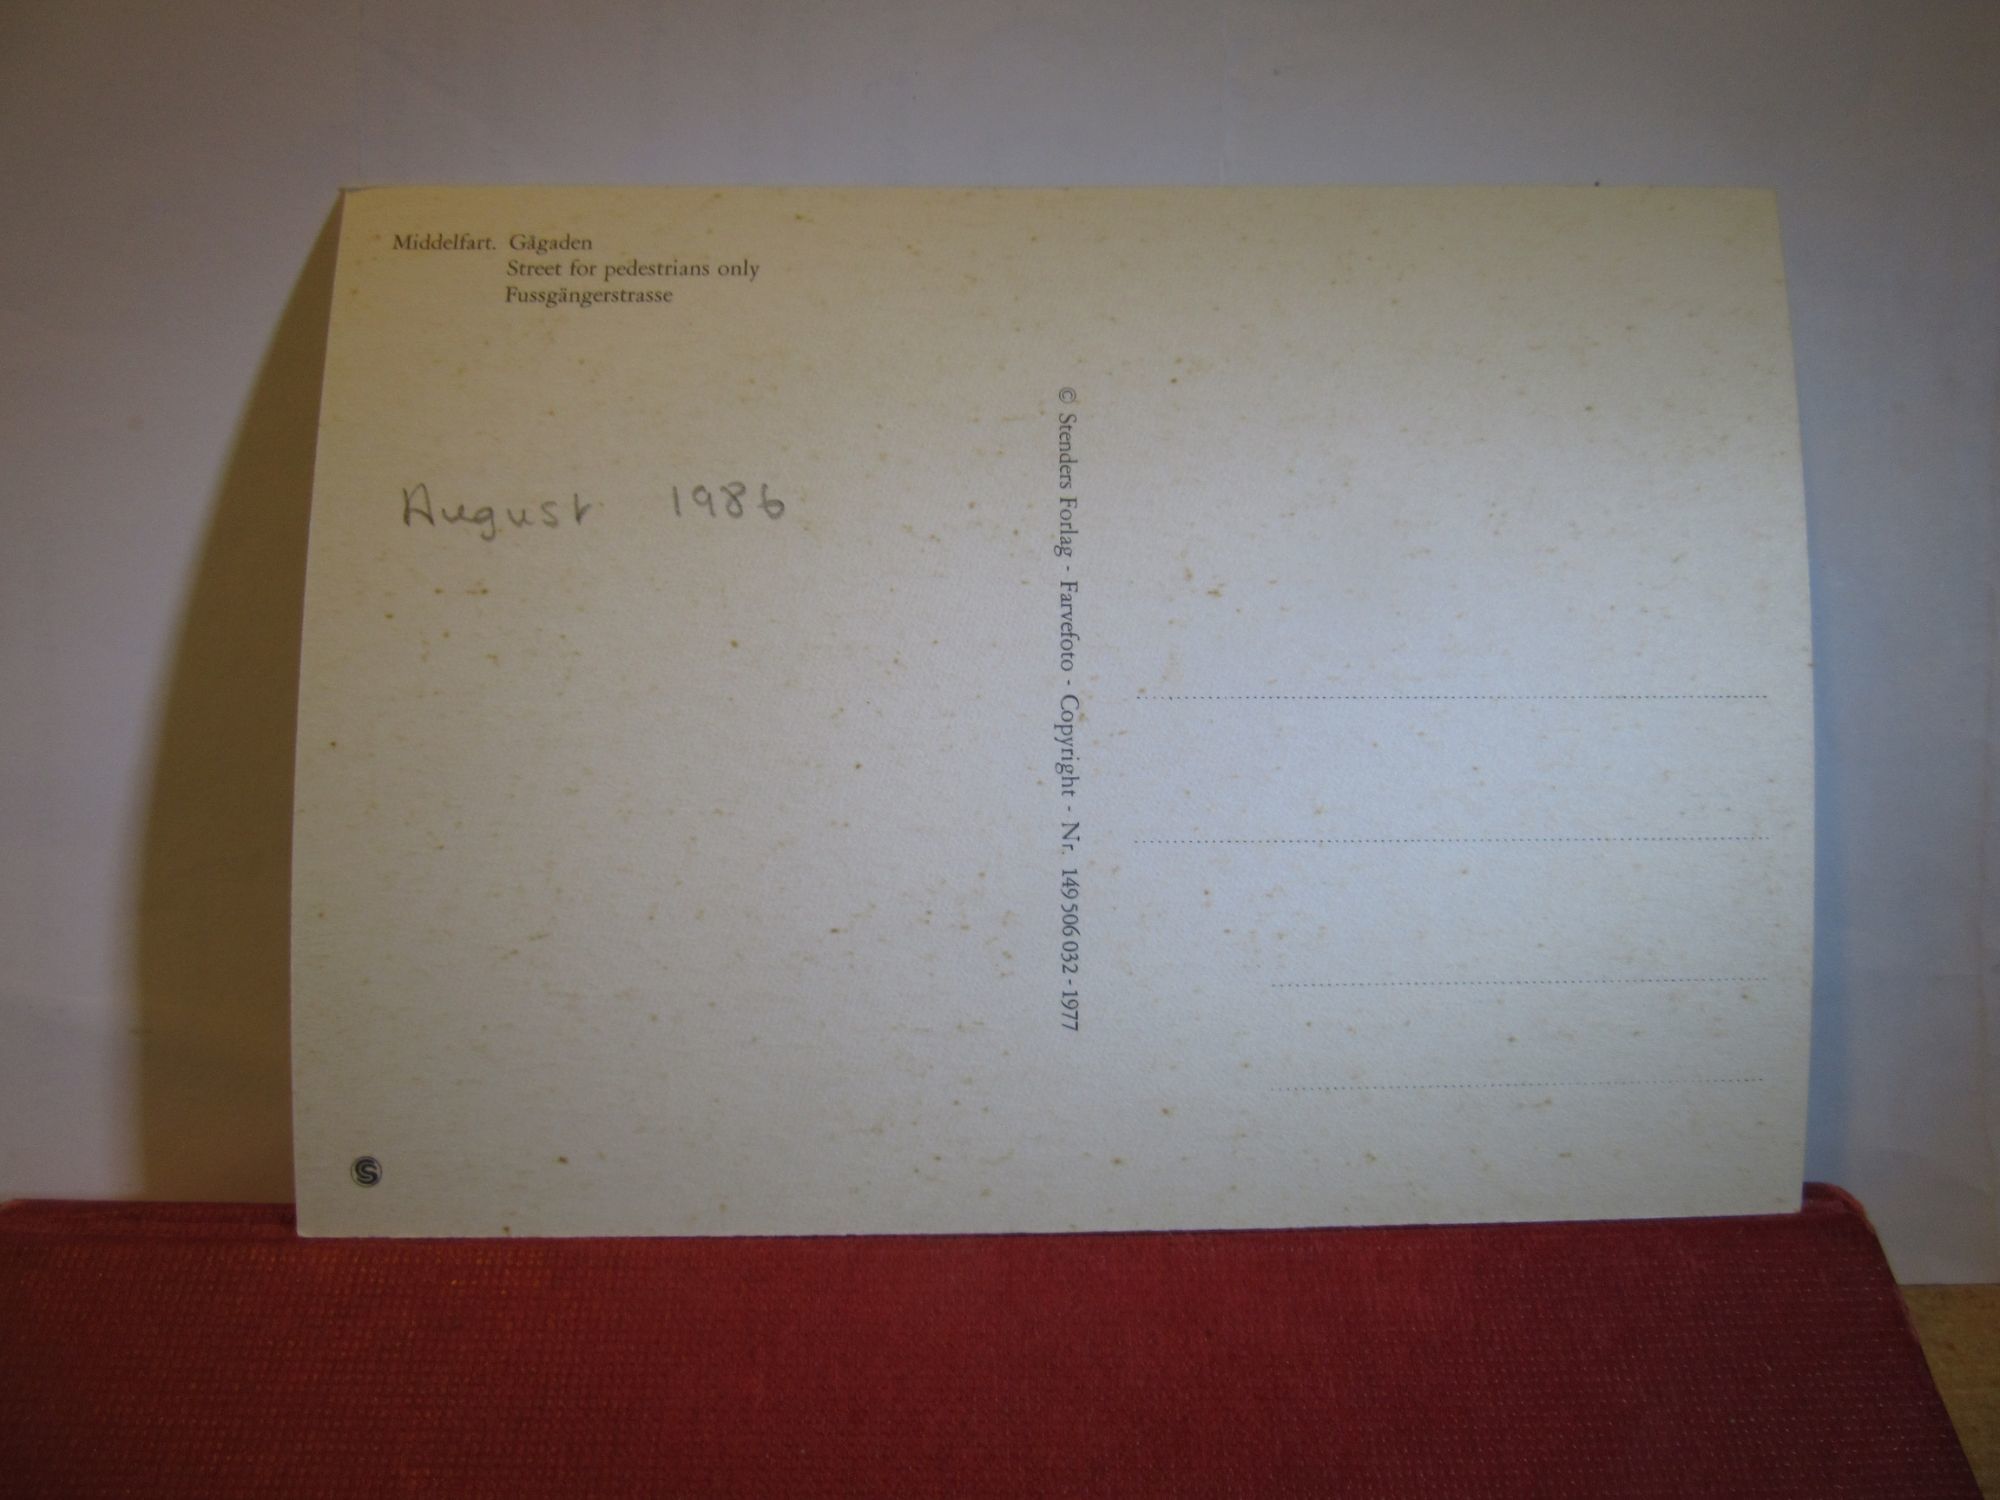 Middelfart. Gågaden
Street for pedestrians only
Fussgängerstrasse
August 1986
© Stenders Forlag - Farvefoto - Copyright - Nr. 149 506 032 - 1977
S